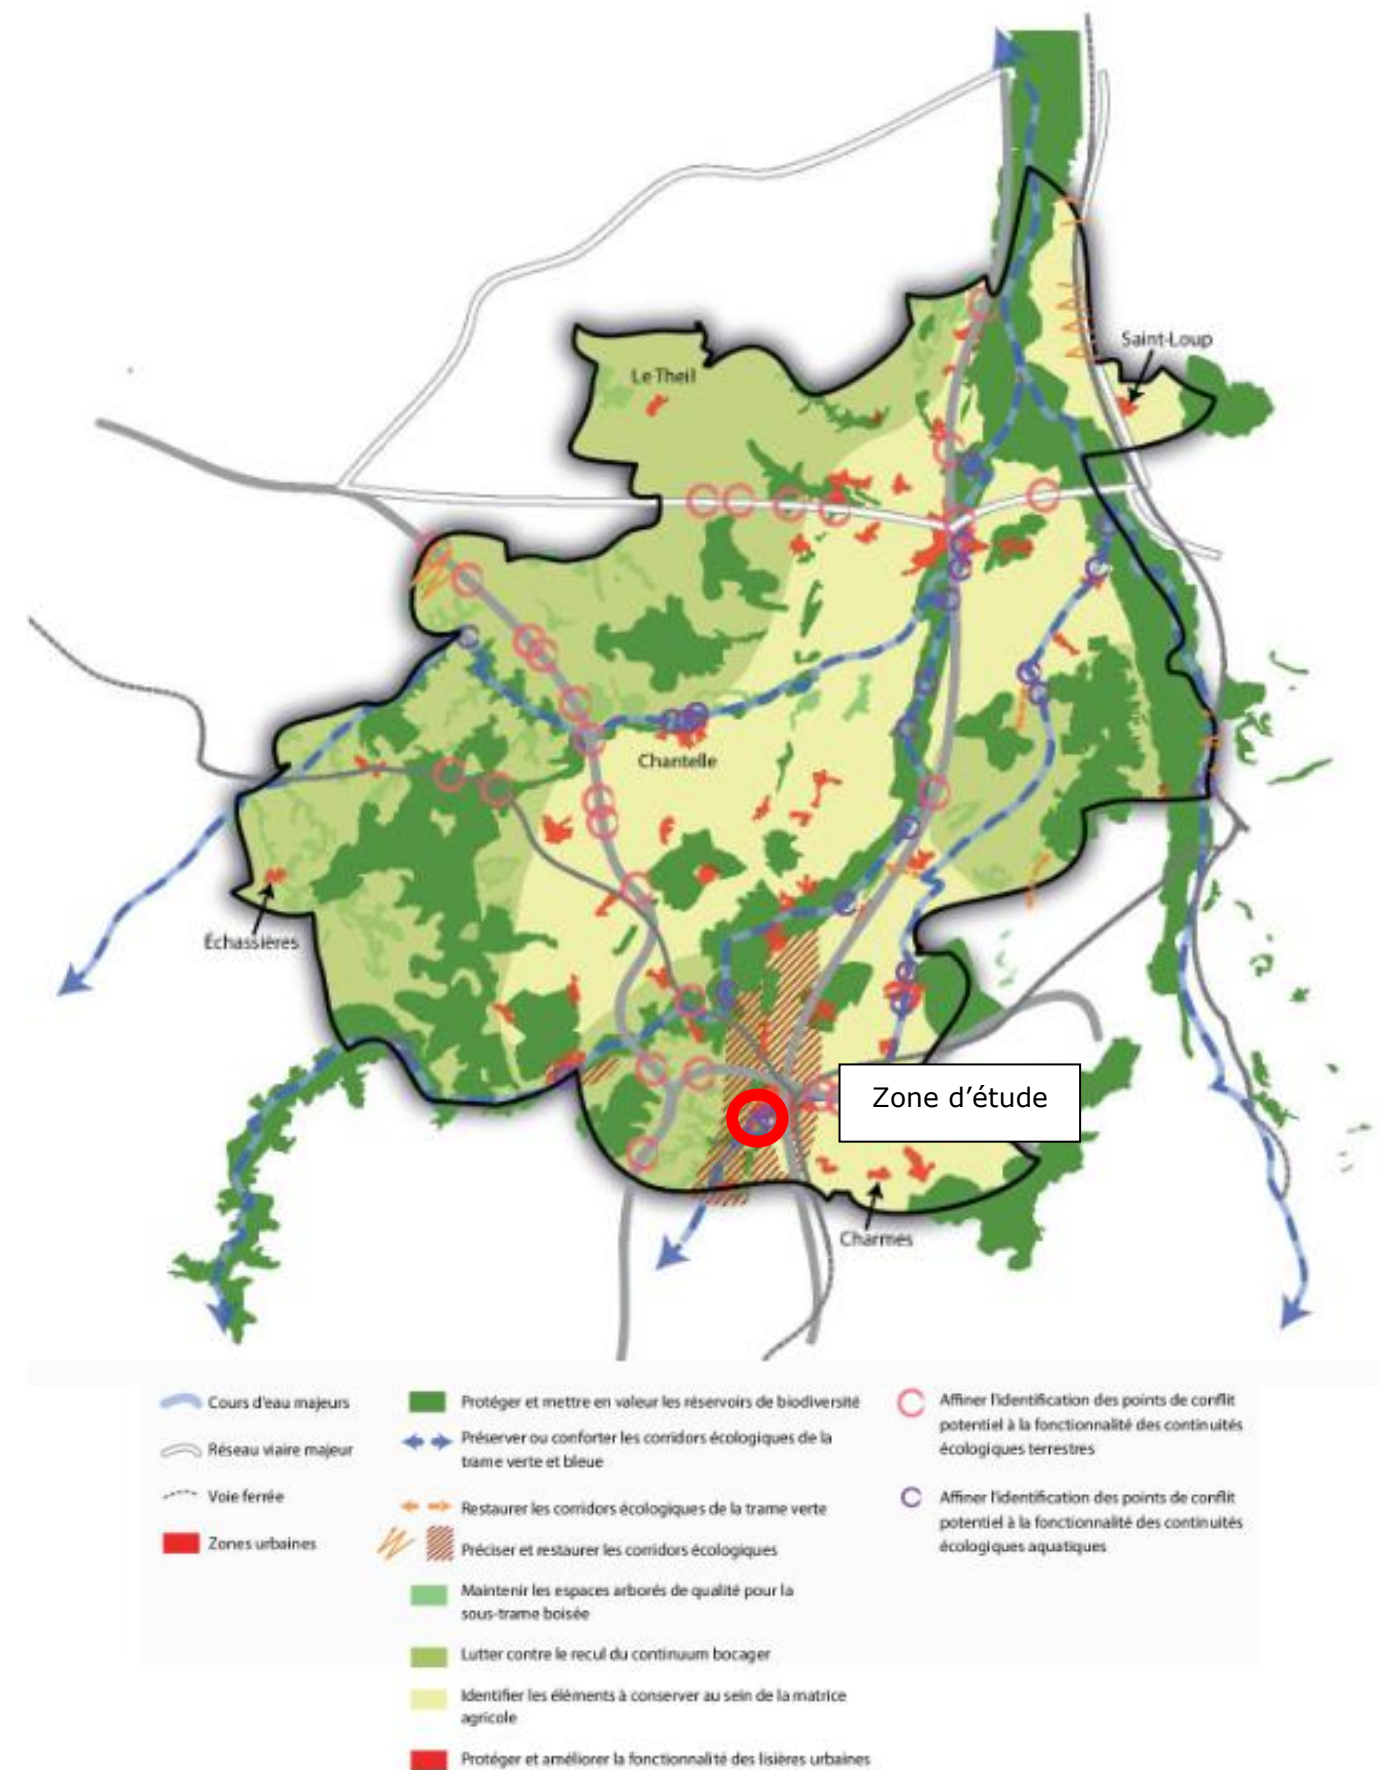 Saint-Loup
Le Theil
Chantelle
Échassières
Zone d’étude
Charmes
Cours d'eau majeurs
Réseau viaire majeur
Voie ferrée
Zones urbaines
Protéger et mettre en valeur les réservoirs de biodiversité
Préserver ou conforter les corridors écologiques de la
trame verte et bleue
Restaurer les corridors écologiques de la trame verte
Préciser et restaurer les corridors écologiques
Maintenir les espaces arborés de qualité pour la
sous-trame boisée
Lutter contre le recul du continuum bocager
Identifier les éléments à conserver au sein de la matrice
agricole
Protéger et améliorer la fonctionnalité des lisières urbaines
Affiner l'identification des points de conflit
potentiel à la fonctionnalité des continuités
écologiques terrestres
Affiner l'identification des points de conflit
potentiel à la fonctionnalité des continuités
écologiques aquatiques